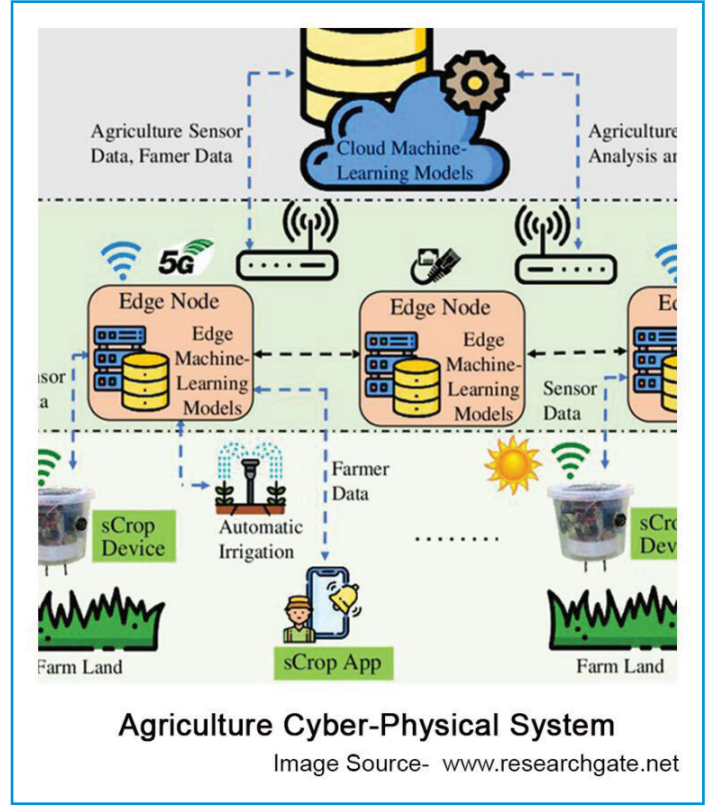 Agriculture Sensor
Data, Famer Data
Cloud Machine-
Learning Models
Agriculture
Analysis
5G
Edge Node
Edge
Machine-
Learning
Models
Edge Node
Edge
Machine-
Learning
Models
Sensor
Data
sCrop
Device
Automatic
Irrigation
Farmer
Data
sCrop App
Farm Land
Farm Land
Agriculture Cyber-Physical System
Image Source- www.researchgate.net